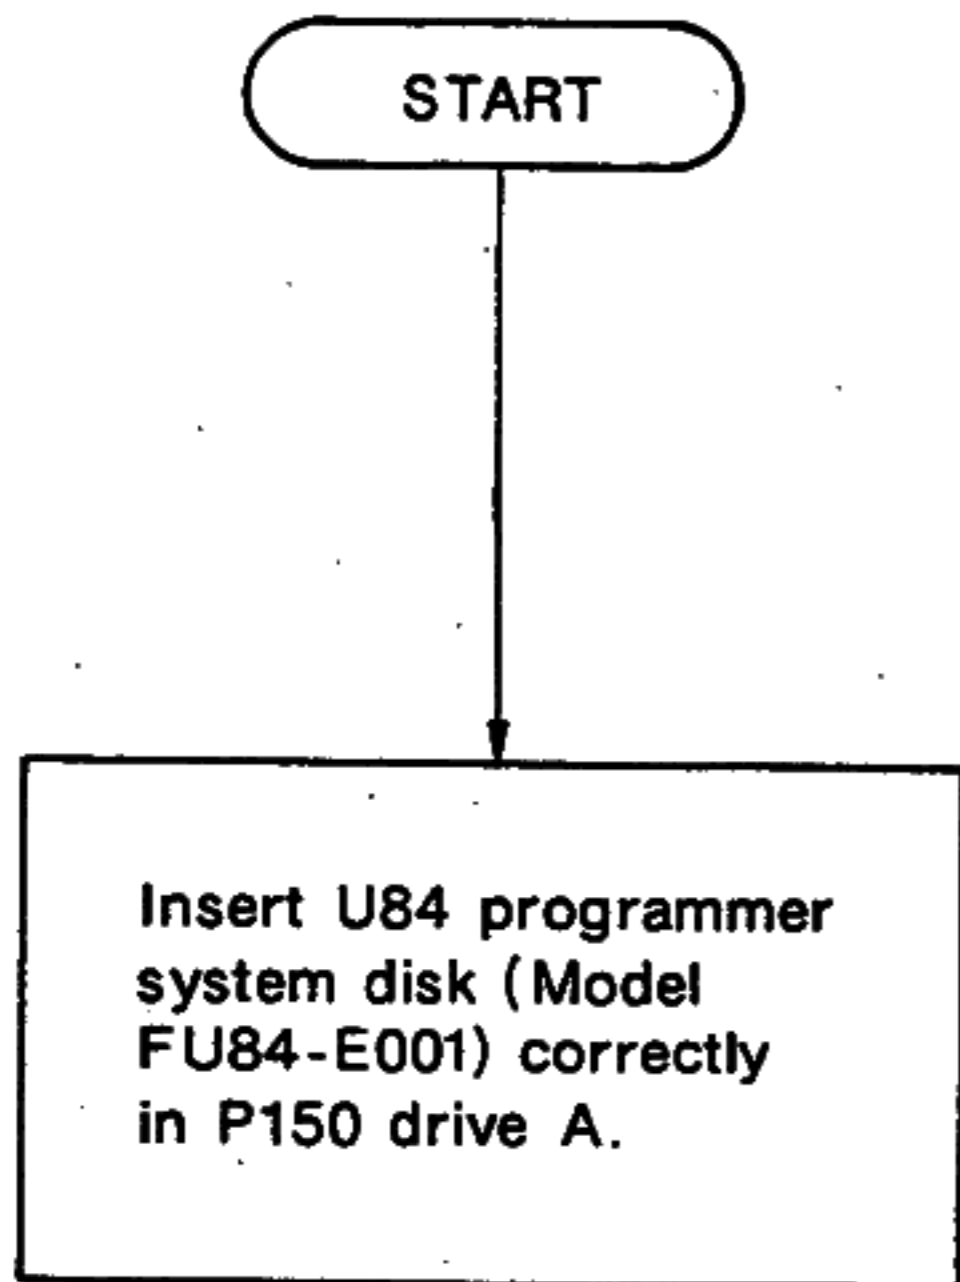 START
Insert U84 programmer
system disk (Model
FU84-E001) correctly
in P150 drive A.